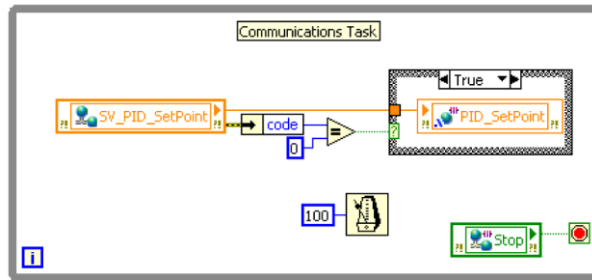 Communications Task
True
SV_PID_SetPoint
code
PID_SetPoint
0
=
?
100
Stop
i